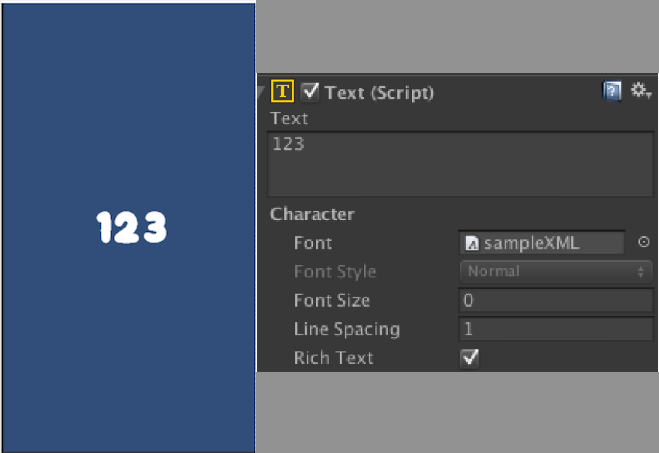 123
T Text (Script)
Text
123
Character
Font sampleXML
Font Style Normal
Font Size 0
Line Spacing 1
Rich Text